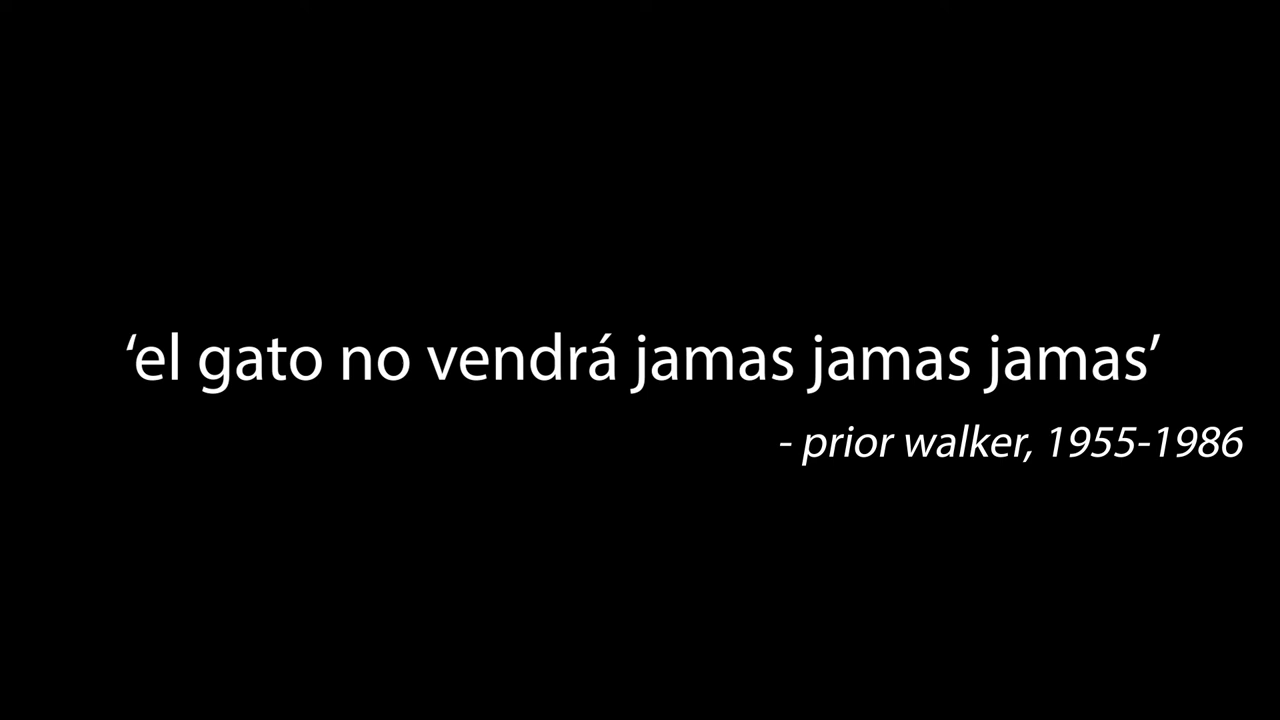 ‘el gato no vendrá jamas jamas jamas’
- prior walker, 1955-1986